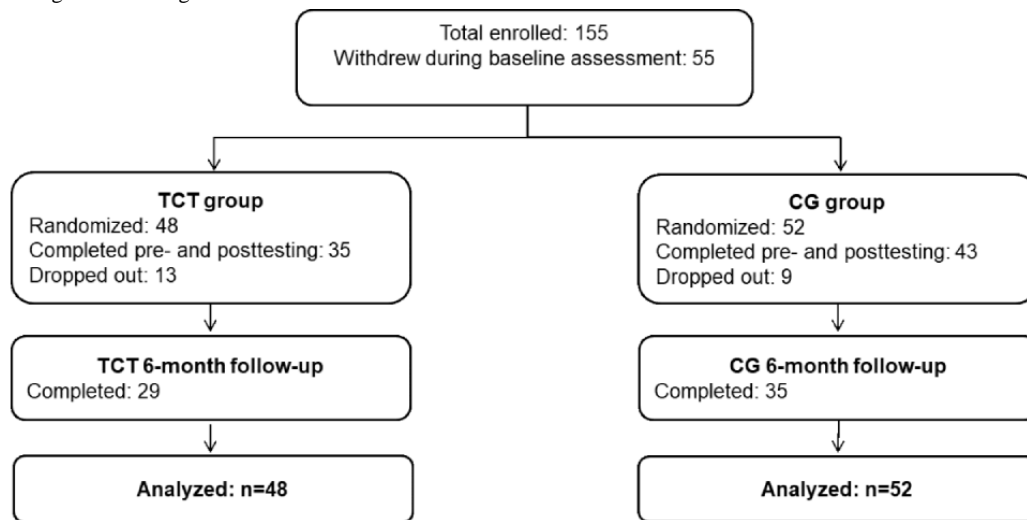 Total enrolled: 155
Withdrew during baseline assessment: 55
TCT group
Randomized: 48
Completed pre- and posttesting: 35
Dropped out: 13
CG group
Randomized: 52
Completed pre- and posttesting: 43
Dropped out: 9
TCT 6-month follow-up
Completed: 29
CG 6-month follow-up
Completed: 35
Analyzed: n=48
Analyzed: n=52